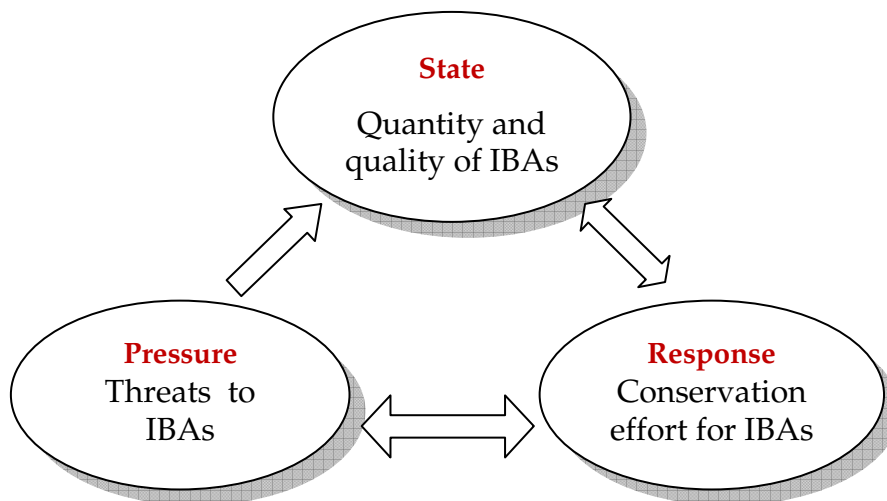 State
Quantity and
quality of IBAs
Pressure
Threats to
IBAs
Response
Conservation
effort for IBAs